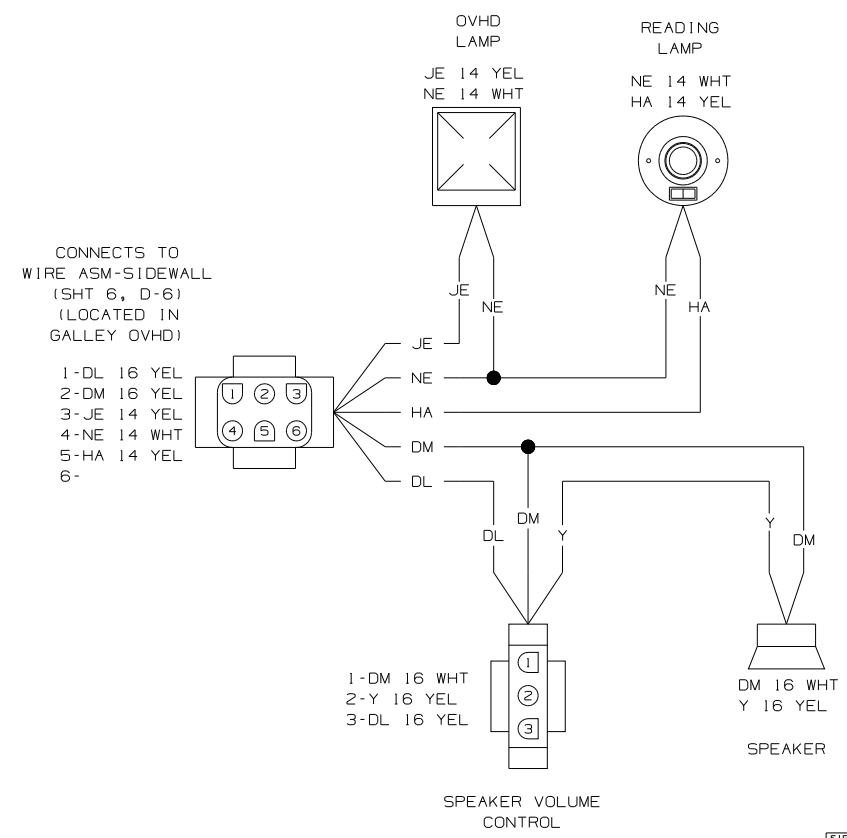 OVHD
LAMP
JE 14 YEL
NE 14 WHT
READING
LAMP
NE 14 WHT
HA 14 YEL
CONNECTS TO
WIRE ASM-SIDEWALL
(SHT 6, D-6)
(LOCATED IN
GALLEY OVHD)
1-DL 16 YEL
2-DM 16 YEL
3-JE 14 YEL
4-NE 14 WHT
5-HA 14 YEL
6-
1 2 3
4 5 6
JE
NE
NE
HA
JE
NE
HA
DM
DL
DL
DM
Y
Y
DM
1-DM 16 WHT
2-Y 16 YEL
3-DL 16 YEL
1
2
3
SPEAKER VOLUME
CONTROL
DM 16 WHT
Y 16 YEL
SPEAKER